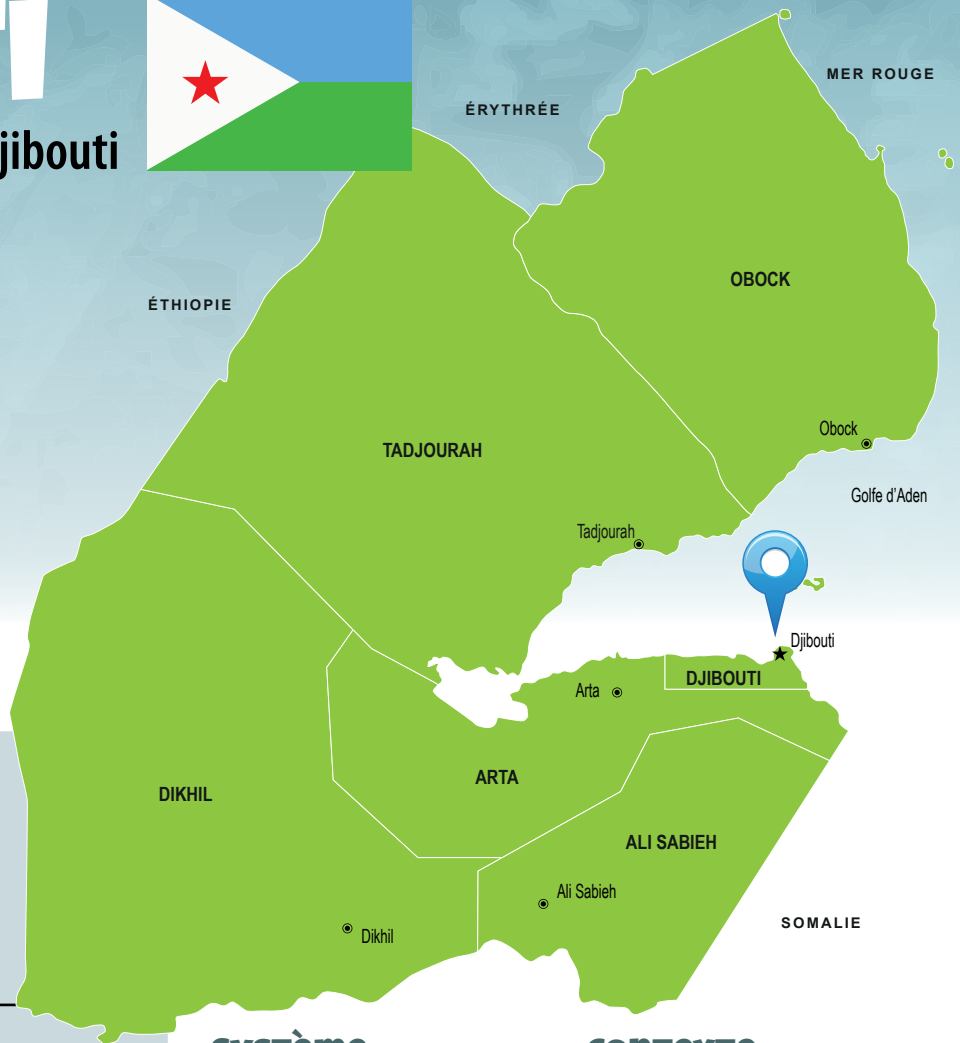 jibouti
MER ROUGE
ÉRYTHRÉE
OBOCK
ÉTHIOPIE
Obock
TADJOURAH
Golfe d’Aden
Tadjourah
Djibouti
DJIBOUTI
Arta
ARTA
DIKHIL
ALI SABIEH
Ali Sabieh
SOMALIE
Dikhil